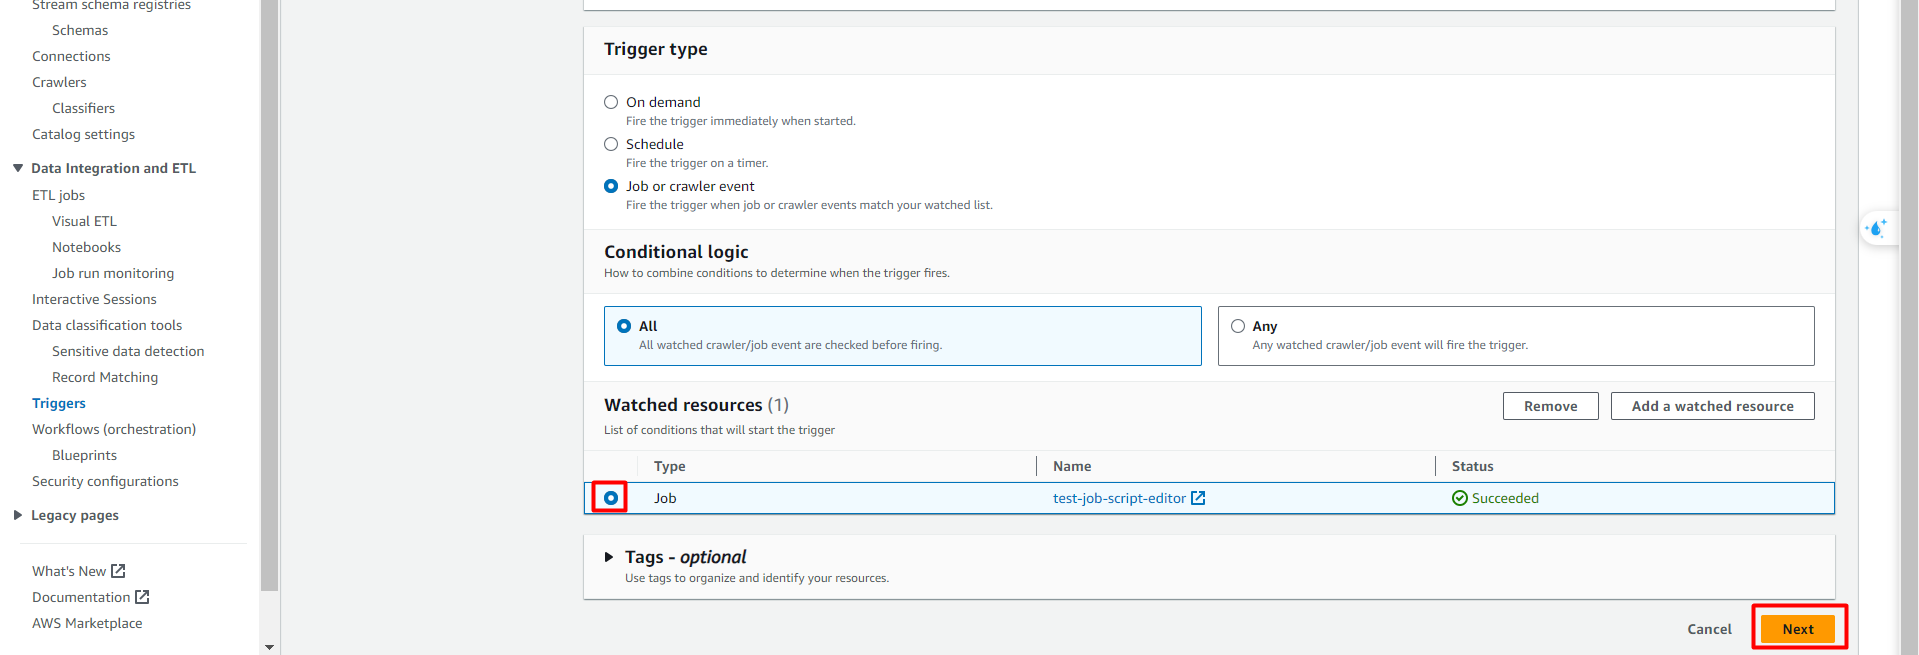 Stream schema registries
Schemas
Connections
Crawlers
Classifiers
Catalog settings
Data Integration and ETL
ETL jobs
Visual ETL
Notebooks
Job run monitoring
Interactive Sessions
Data classification tools
Sensitive data detection
Record Matching
Triggers
Workflows (orchestration)
Blueprints
Security configurations
Legacy pages
What's New
Documentation
AWS Marketplace
Trigger type
On demand
Fire the trigger immediately when started.
Schedule
Fire the trigger on a timer.
Job or crawler event
Fire the trigger when job or crawler events match your watched list.
Conditional logic
How to combine conditions to determine when the trigger fires.
All
All watched crawler/job event are checked before firing.
Any
Any watched crawler/job event will fire the trigger.
Watched resources (1)
Remove
Add a watched resource
List of conditions that will start the trigger
Type Name Status
Job test-job-script-editor Succeeded
Tags - optional
Use tags to organize and identify your resources.
Cancel
Next